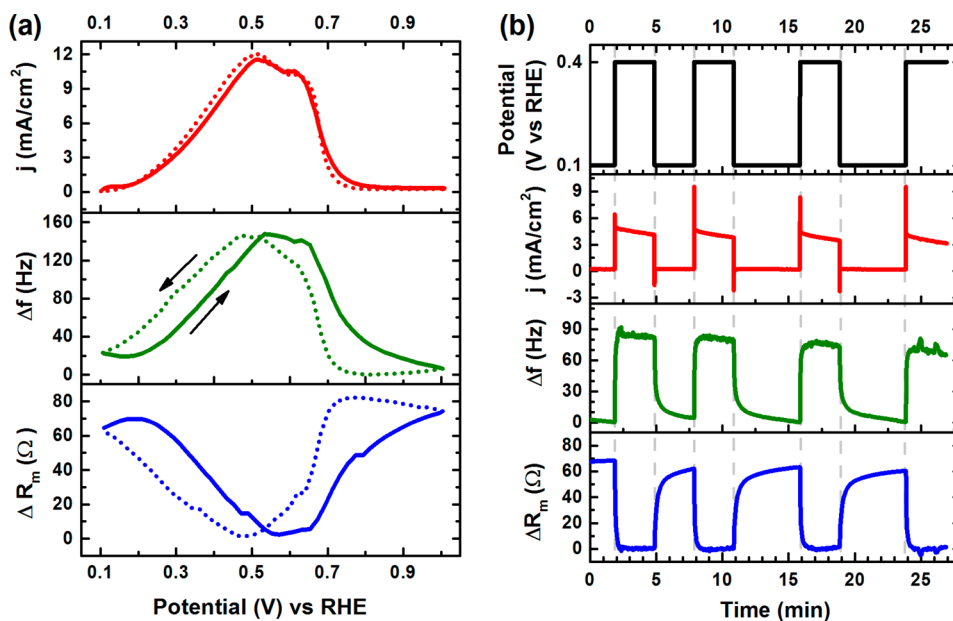 (a)
0.1 0.3 0.5 0.7 0.9
12
9
6
3
0
j (mA/cm²)
160
120
80
40
0
Δf (Hz)
80
60
40
20
0
Δ Rₘ (Ω)
0.1 0.3 0.5 0.7 0.9
Potential (V) vs RHE
(b)
0 5 10 15 20 25
0.4
0.1
Potential
(V vs RHE)
9
6
3
0
-3
j (mA/cm²)
90
60
30
0
Δf (Hz)
60
40
20
0
ΔRₘ (Ω)
0 5 10 15 20 25
Time (min)